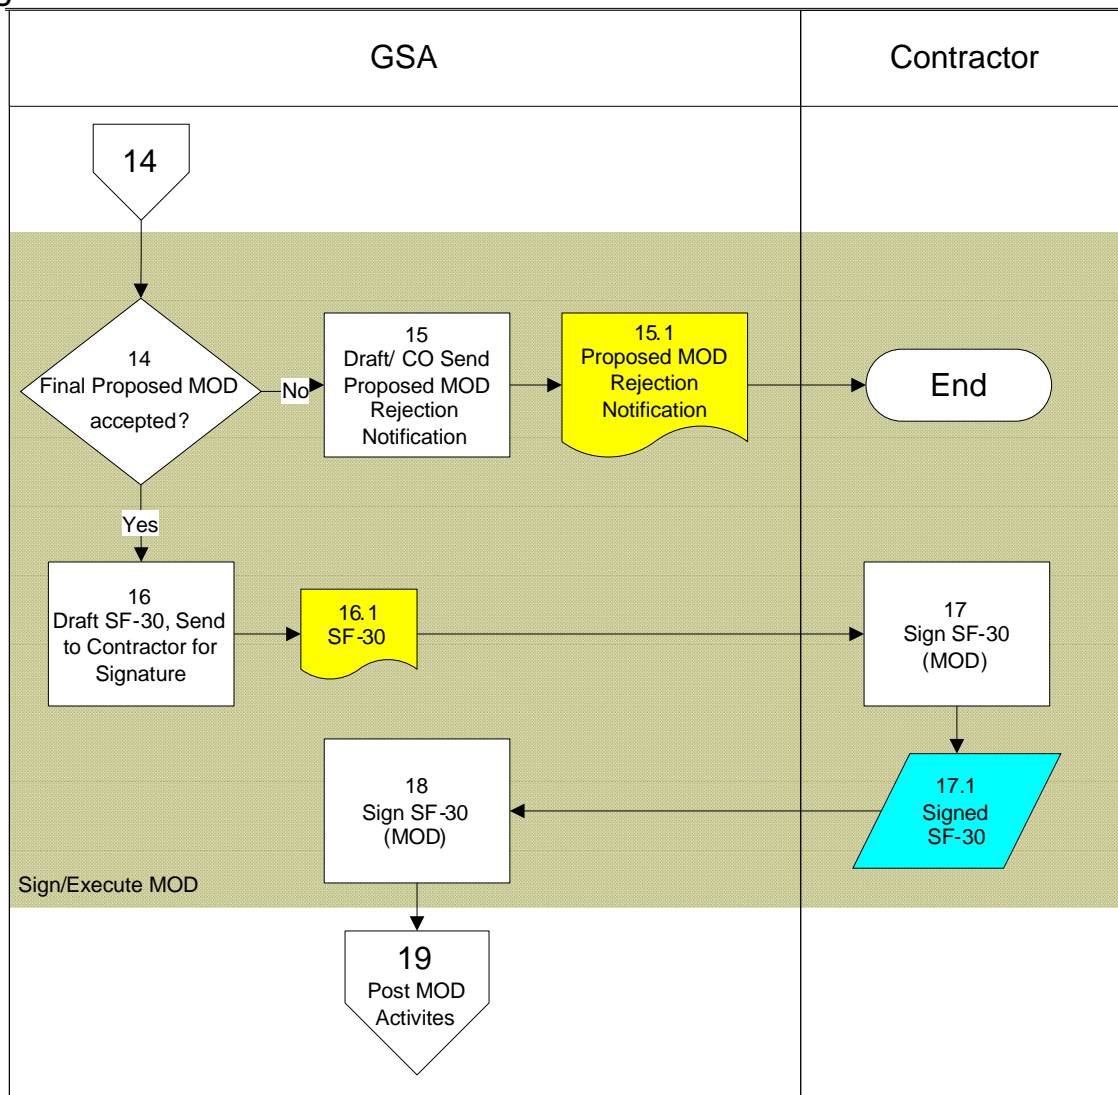 GSA
Contractor
14
14
Final Proposed MOD
accepted?
No
15
Draft/ CO Send
Proposed MOD
Rejection
Notification
15.1
Proposed MOD
Rejection
Notification
End
Yes
16
Draft SF-30, Send
to Contractor for
Signature
16.1
SF-30
17
Sign SF-30
(MOD)
18
Sign SF-30
(MOD)
17.1
Signed
SF-30
Sign/Execute MOD
19
Post MOD
Activites